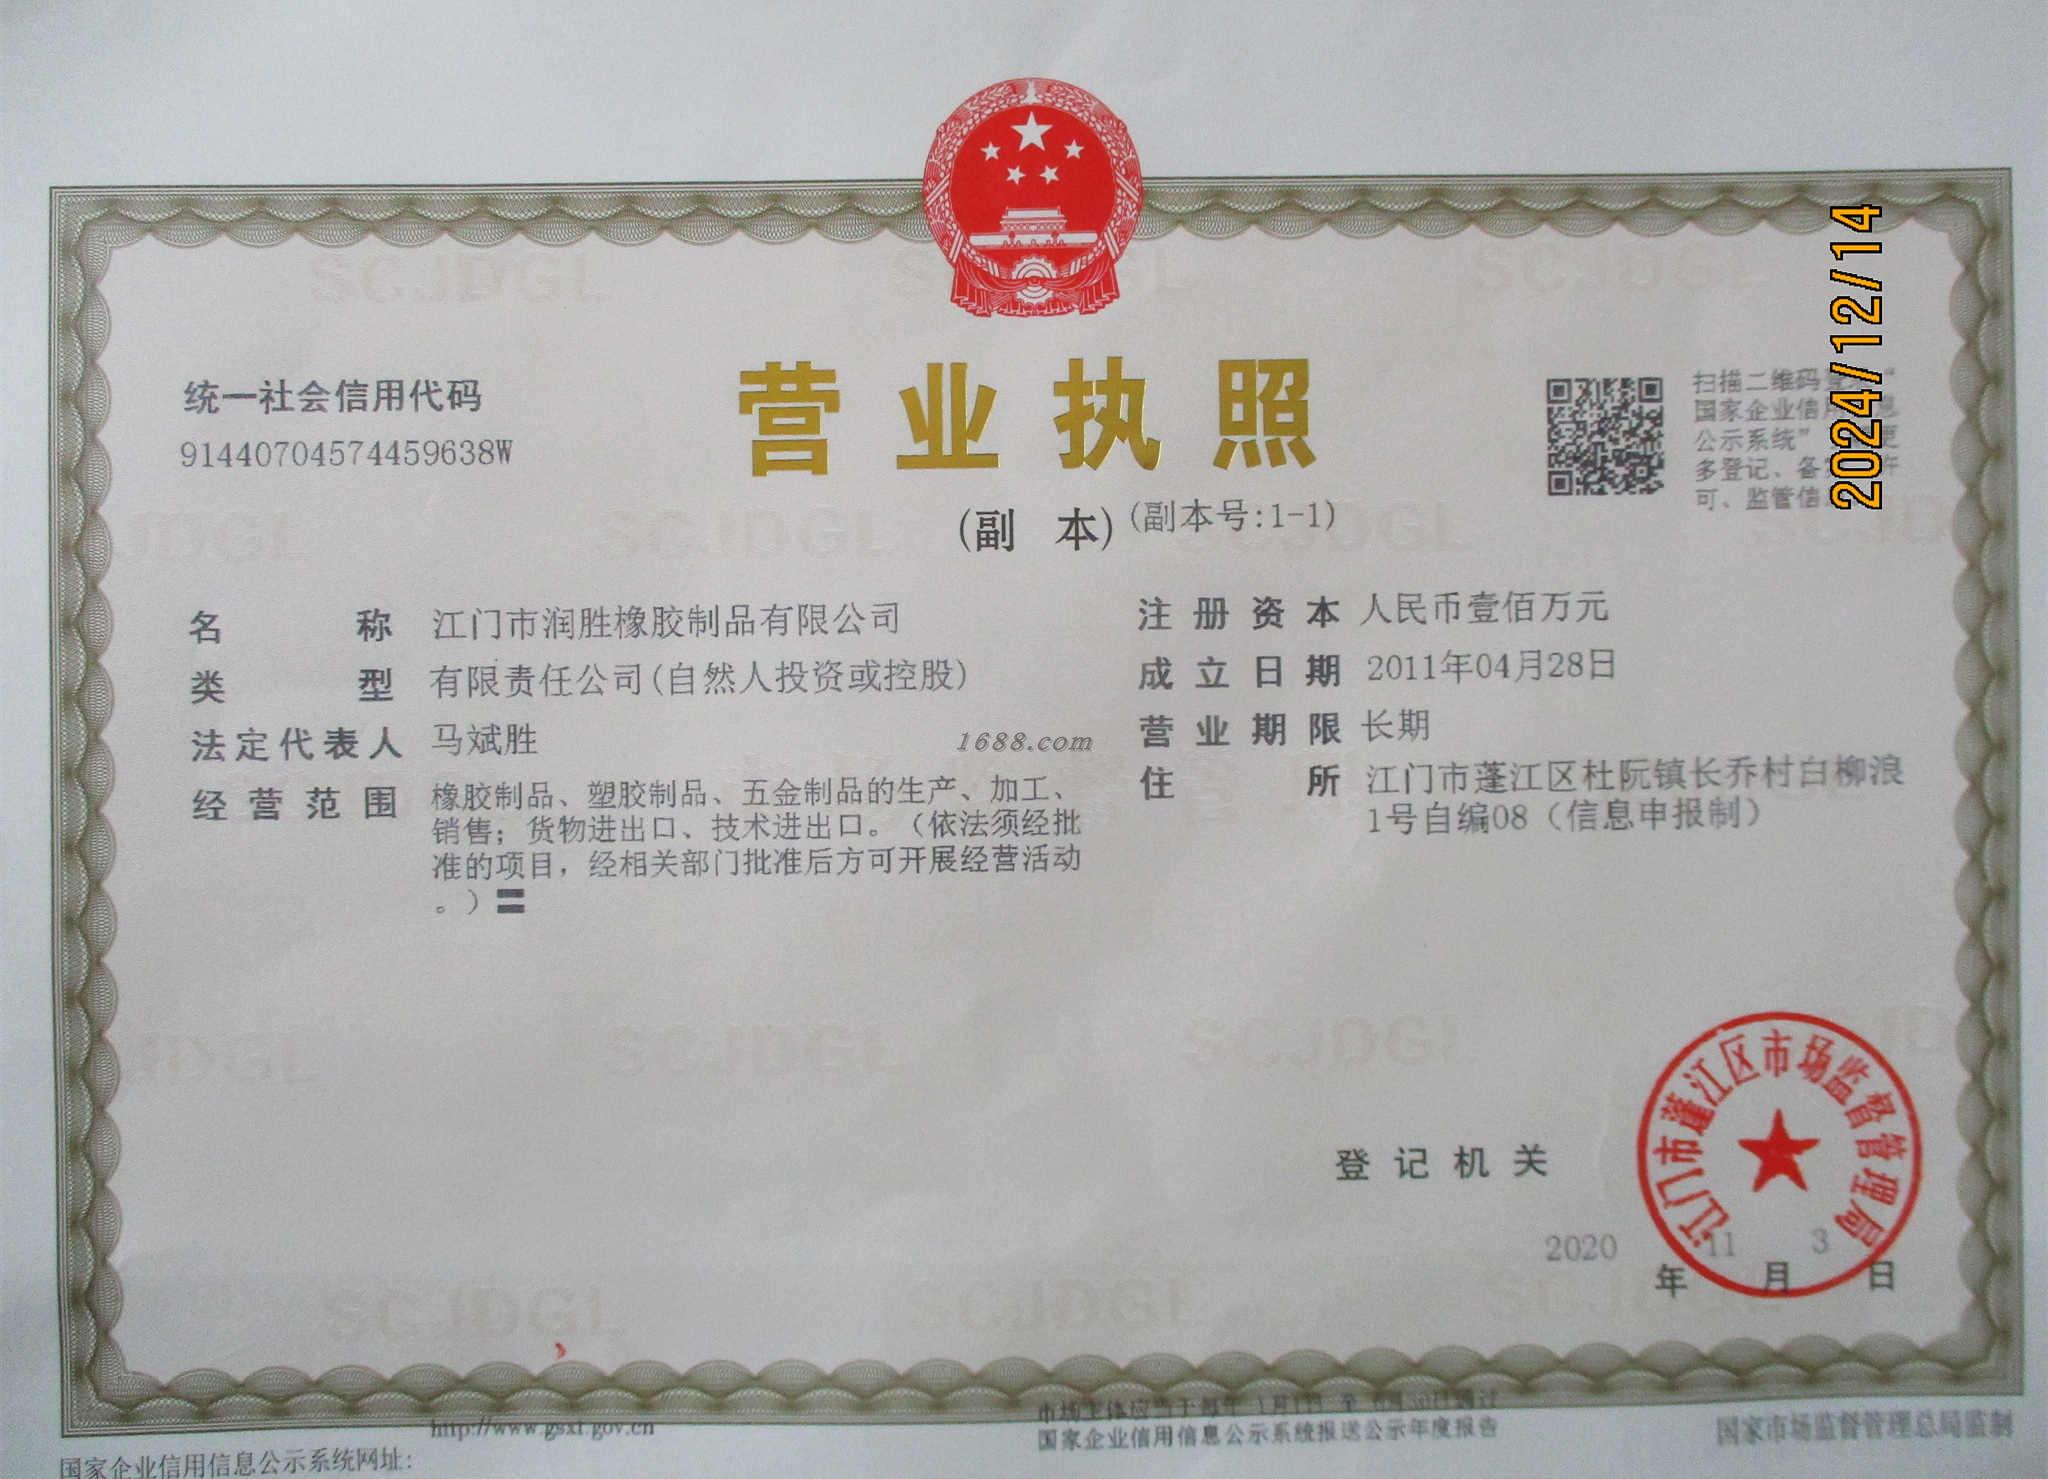 2024/12/14
营业执照
统一社会信用代码
91440704574459638W
(副 本) (副本号:1-1)
扫描二维码
国家企业信用
公示系统"
多登记、备
可、监管信
名 称 江门市润胜橡胶制品有限公司
类 型 有限责任公司(自然人投资或控股)
法定代表人 马斌胜
经营范围 橡胶制品、塑胶制品、五金制品的生产、加工、
销售；货物进出口、技术进出口。（依法须经批
准的项目，经相关部门批准后方可开展经营活动
。）
1688.com
注册资本 人民币壹佰万元
成立日期 2011年04月28日
营业期限 长期
住 所 江门市蓬江区杜阮镇长乔村白柳浪
1号自编08（信息申报制）
登记机关
江门市蓬江区市场监督管理局
2020 年 11 月 3 日
SCJDGL
http://www.gsxt.gov.cn
国家企业信用信息公示系统网址:
国家企业信用信息公示系统报送公示年度报告
国家市场监督管理总局监制